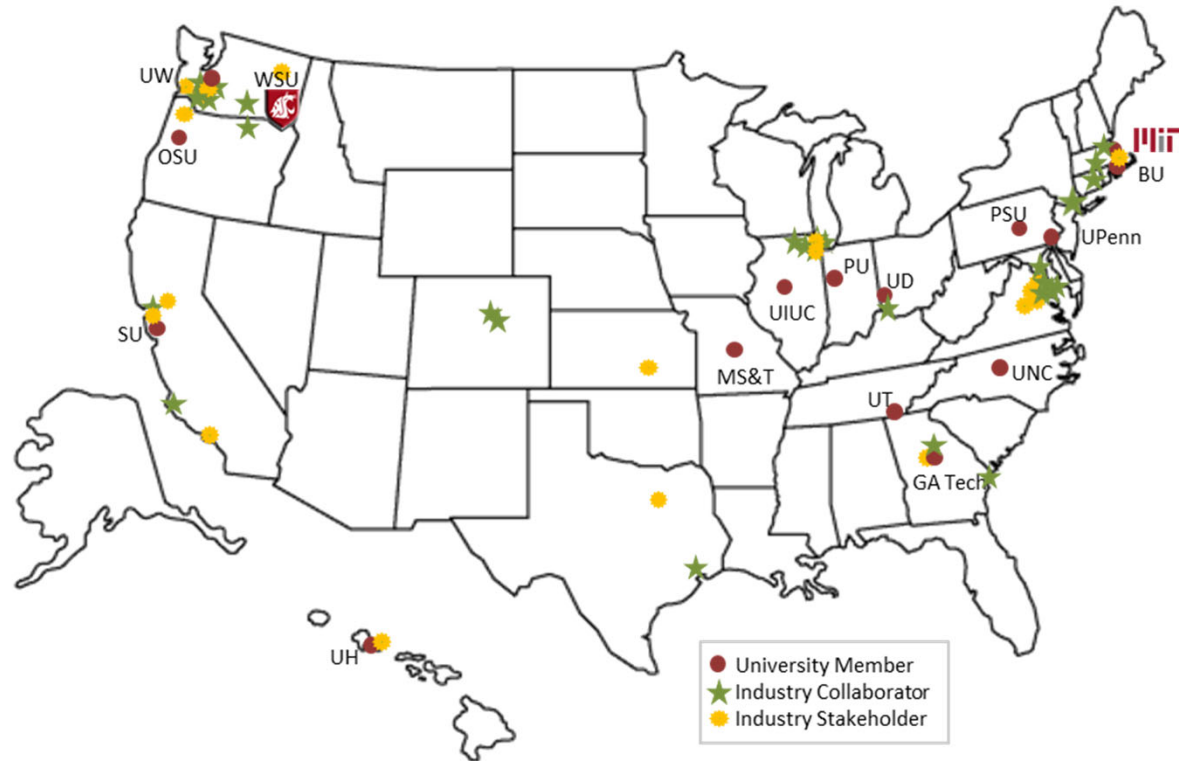 UW
WSU
OSU
MIT
BU
PSU
UPenn
PU
UD
UIUC
SU
MS&T
UNC
UT
GA Tech
UH
University Member
Industry Collaborator
Industry Stakeholder